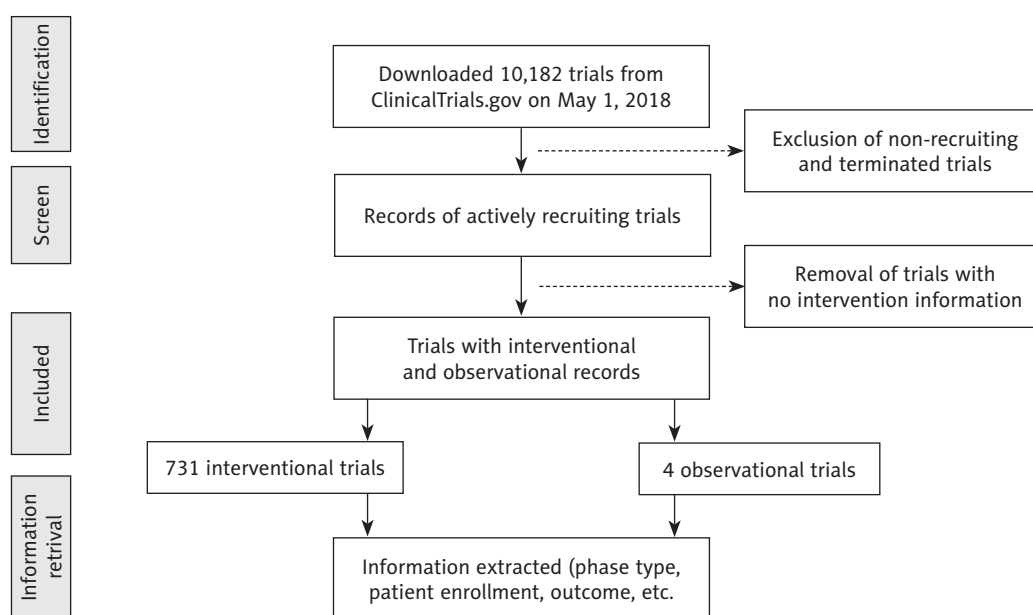 Identification
Downloaded 10,182 trials from
ClinicalTrials.gov on May 1, 2018
Exclusion of non-recruiting
and terminated trials
Screen
Records of actively recruiting trials
Removal of trials with
no intervention information
Included
Trials with interventional
and observational records
731 interventional trials
4 observational trials
Information
retrival
Information extracted (phase type,
patient enrollment, outcome, etc.